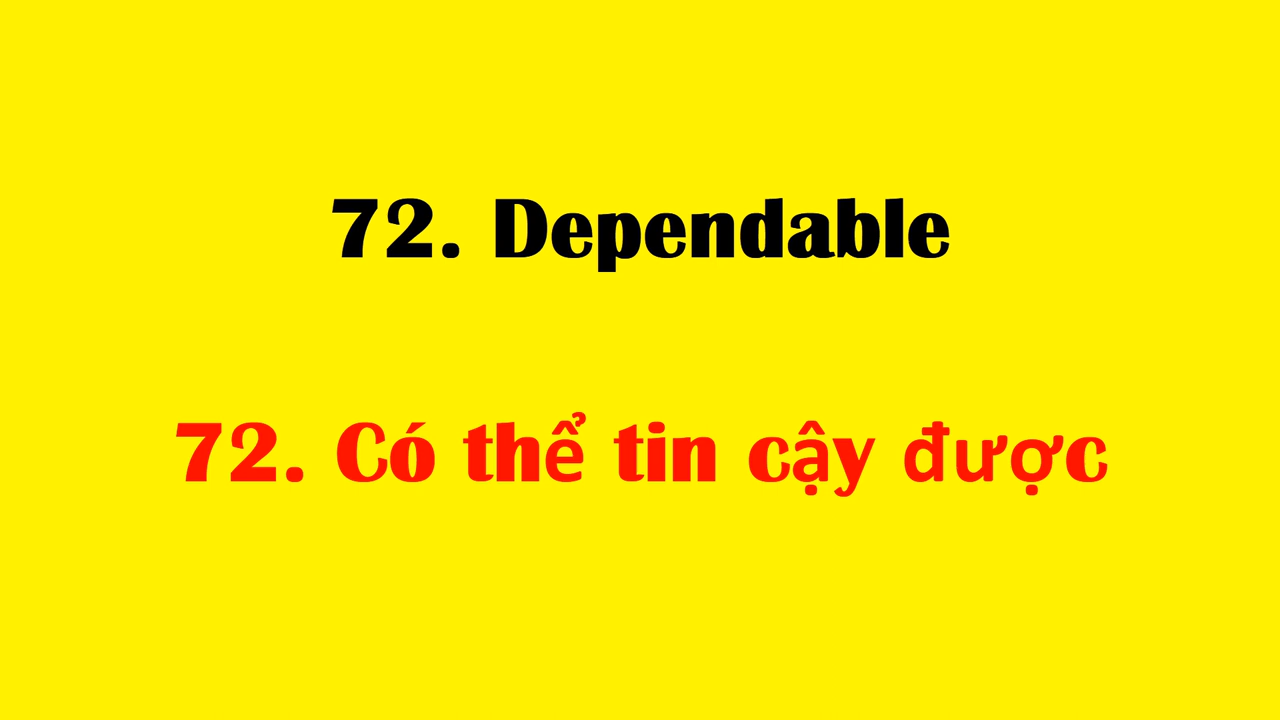 72. Dependable
72. Có thể tin cậy được